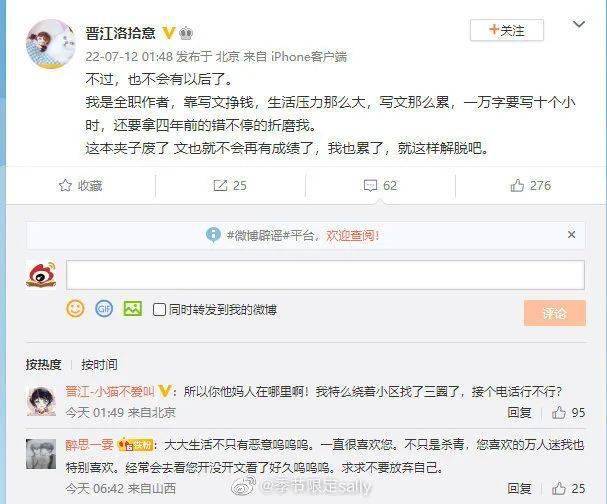 晋江洛拾意
+关注
22-07-12 01:48 发布于 北京 来自 iPhone客户端
不过，也不会有以后了。
我是全职作者，靠写文挣钱，生活压力那么大，写文那么累，一万字要写十个小
时，还要拿四年前的错不停的折磨我。
这本夹子废了 文也就不会再有成绩了，我也累了，就这样解脱吧。
收藏
25
62
276
#微博辟谣#平台，欢迎查阅!
×
GIF
同时转发到我的微博
评论
按热度 按时间
晋江-小猫不爱叫：所以你他妈人在哪里啊！我特么绕着小区找了三圈了，接个电话行不行？
今天 01:49 来自北京
回复
95
醉思一雯 铁粉：大大生活不只有恶意呜呜呜。一直很喜欢您。不只是杀青，您喜欢的万人迷我也
特别喜欢。经常会去看您开没开文看了好久呜呜呜。求求不要放弃自己。
今天 06:42 来自山西
回复
25
@季节限定sally